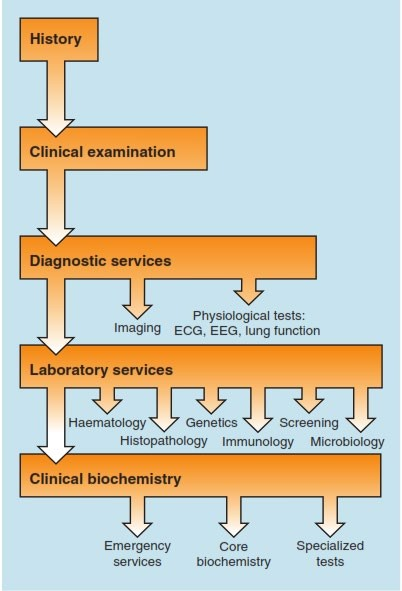 History
Clinical examination
Diagnostic services
Imaging
Physiological tests:
ECG, EEG, lung function
Laboratory services
Haematology
Genetics
Screening
Histopathology
Immunology
Microbiology
Clinical biochemistry
Emergency
services
Core
biochemistry
Specialized
tests